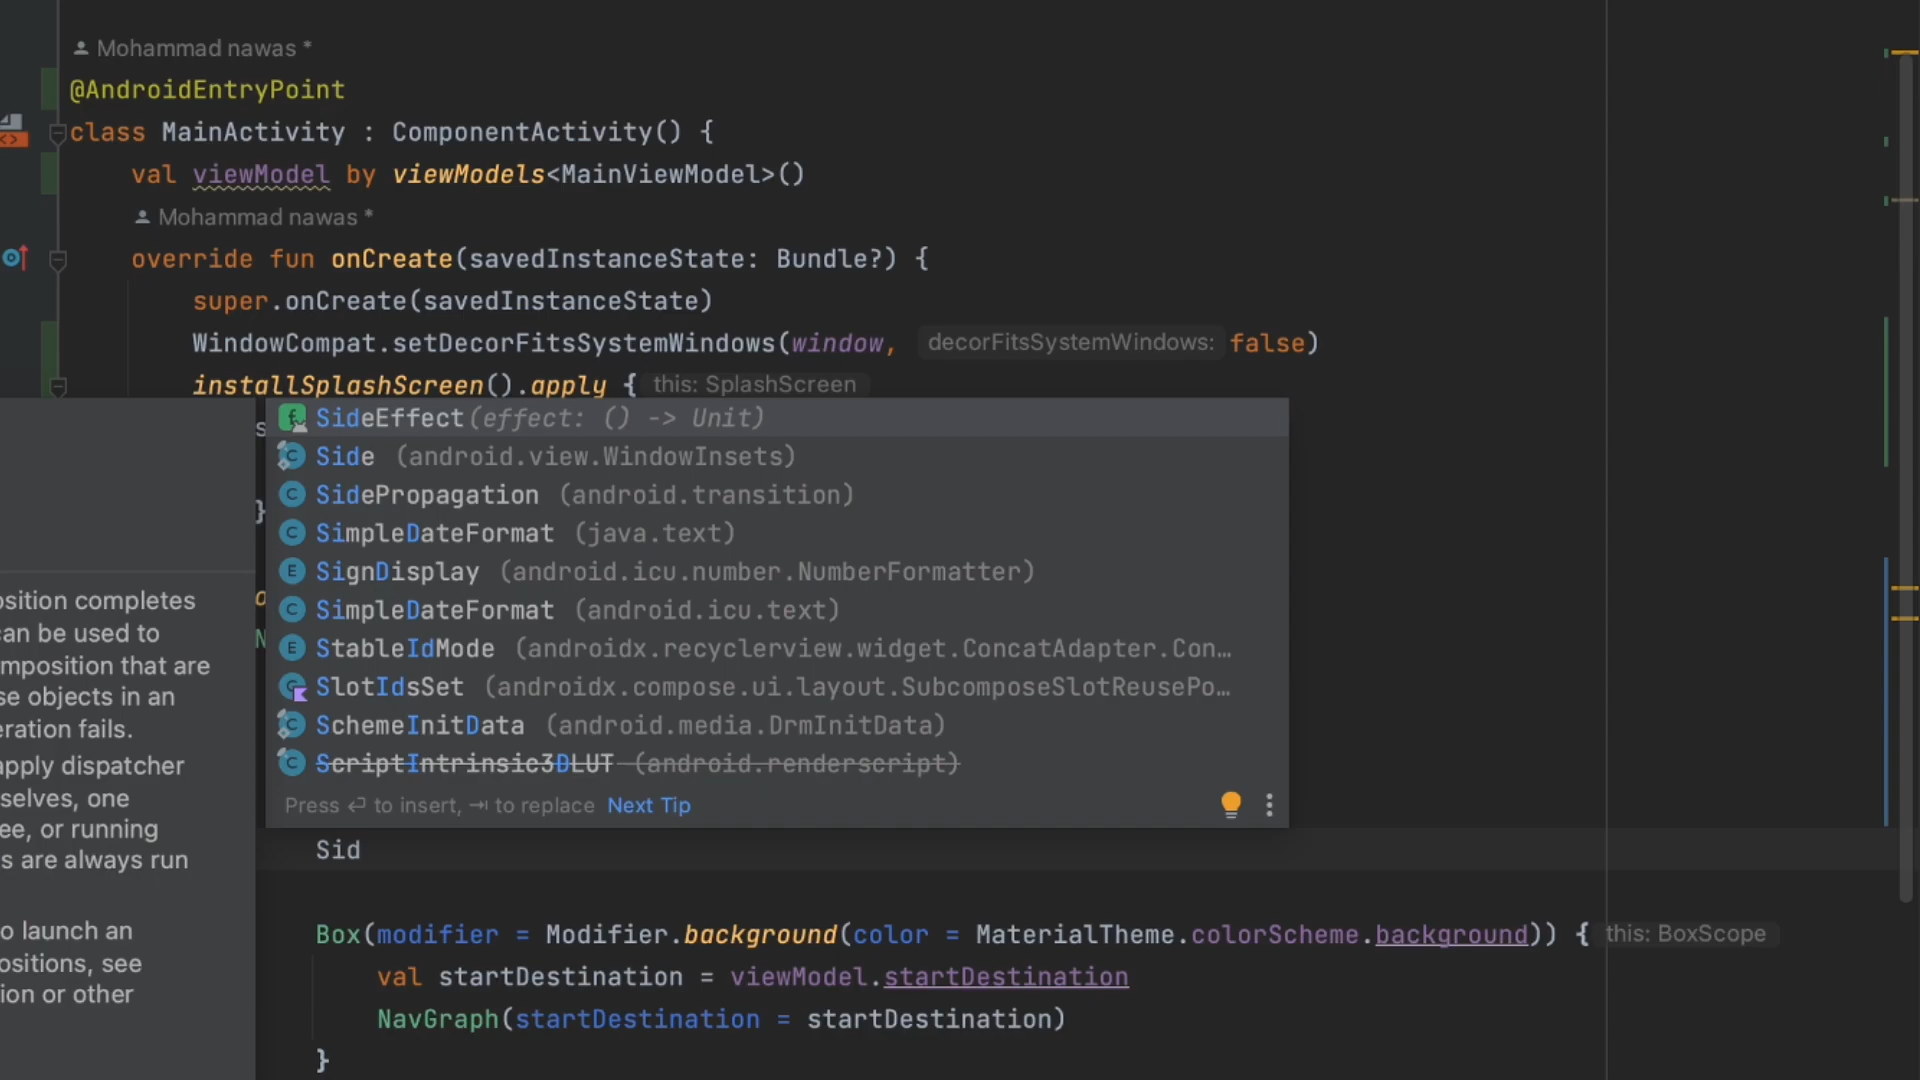 Mohammad nawas *
@AndroidEntryPoint
class MainActivity : ComponentActivity() {
val viewModel by viewModels<MainViewModel>()
Mohammad nawas *
override fun onCreate(savedInstanceState: Bundle?) {
super.onCreate(savedInstanceState)
WindowCompat.setDecorFitsSystemWindows(window, decorFitsSystemWindows: false)
installSplashScreen().apply { this: SplashScreen
s
}
SideEffect(effect: () -> Unit)
Side (android.view.WindowInsets)
SidePropagation (android.transition)
SimpleDateFormat (java.text)
SignDisplay (android.icu.number.NumberFormatter)
SimpleDateFormat (android.icu.text)
StableIdMode (androidx.recyclerview.widget.ConcatAdapter.Con…
SlotIdsSet (androidx.compose.ui.layout.SubcomposeSlotReusePo…
SchemeInitData (android.media.DrmInitData)
ScriptIntrinsic3DLUT (android.renderscript)
Press ↩ to insert, ⇥ to replace Next Tip
osition completes
can be used to
mposition that are
se objects in an
eration fails.
apply dispatcher
selves, one
ee, or running
s are always run
o launch an
ositions, see
ion or other
Sid
Box(modifier = Modifier.background(color = MaterialTheme.colorScheme.background)) { this: BoxScope
val startDestination = viewModel.startDestination
NavGraph(startDestination = startDestination)
}